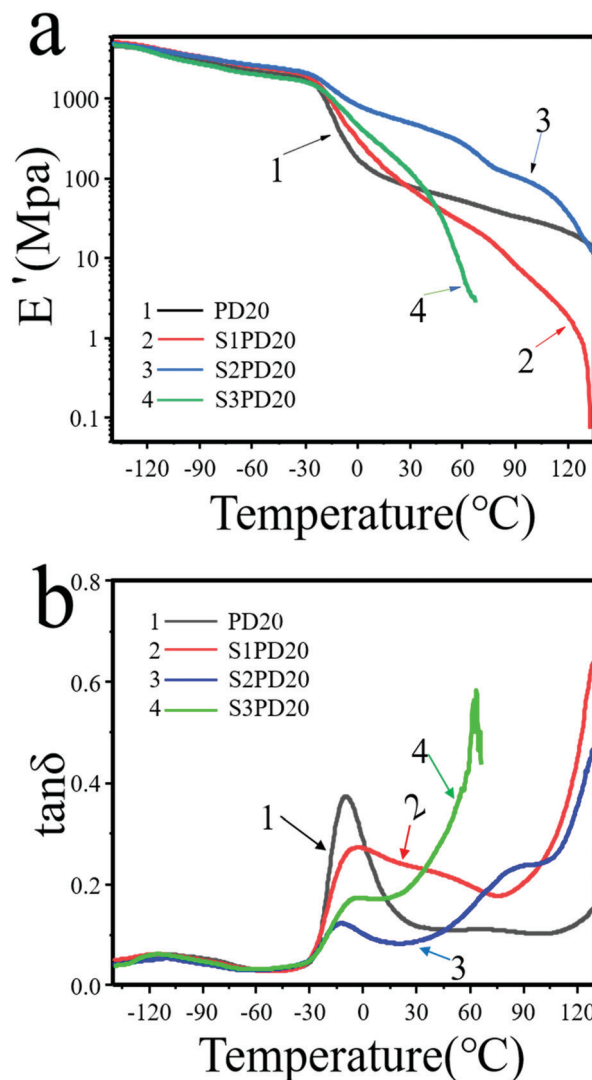 a
1000
100
10
1
0.1
E '(Mpa)
1
3
4
2
1 PD20
2 S1PD20
3 S2PD20
4 S3PD20
-120 -90 -60 -30 0 30 60 90 120
Temperature(°C)
b
0.8
0.6
0.4
0.2
0.0
tanδ
1 PD20
2 S1PD20
3 S2PD20
4 S3PD20
4
1
2
3
-120 -90 -60 -30 0 30 60 90 120
Temperature(°C)